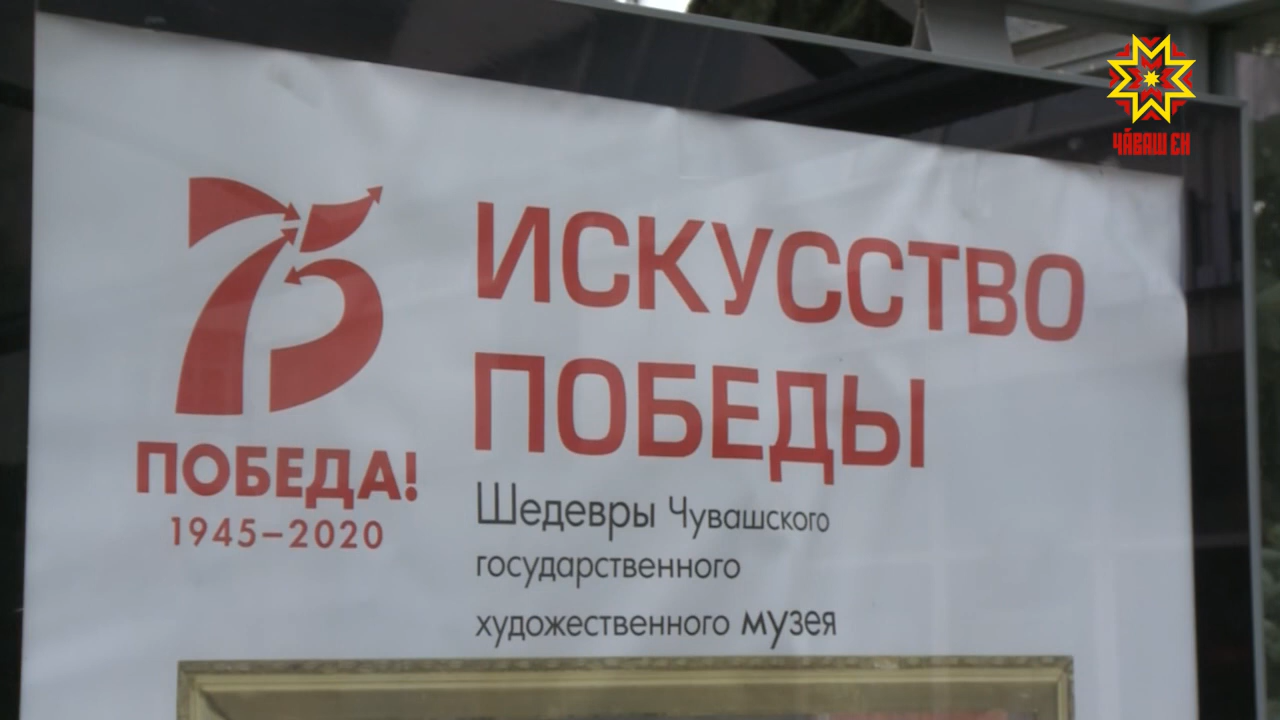 ЧӐВАШ ЕН
75
ПОБЕДА!
1945–2020
ИСКУССТВО
ПОБЕДЫ
Шедевры Чувашского
государственного
художественного музея